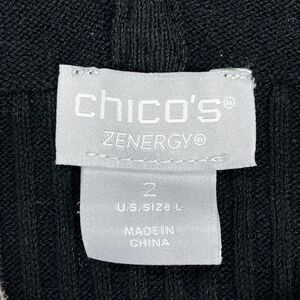 chico's®
ZENERGY®
2
U.S. SIZE L
MADE IN
CHINA